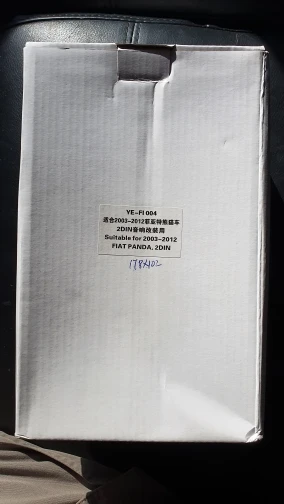 YE-FI 004
适合2003-2012菲亚特熊猫车
2DIN音响改装用
Suitable for 2003-2012
FIAT PANDA. 2DIN
178x102